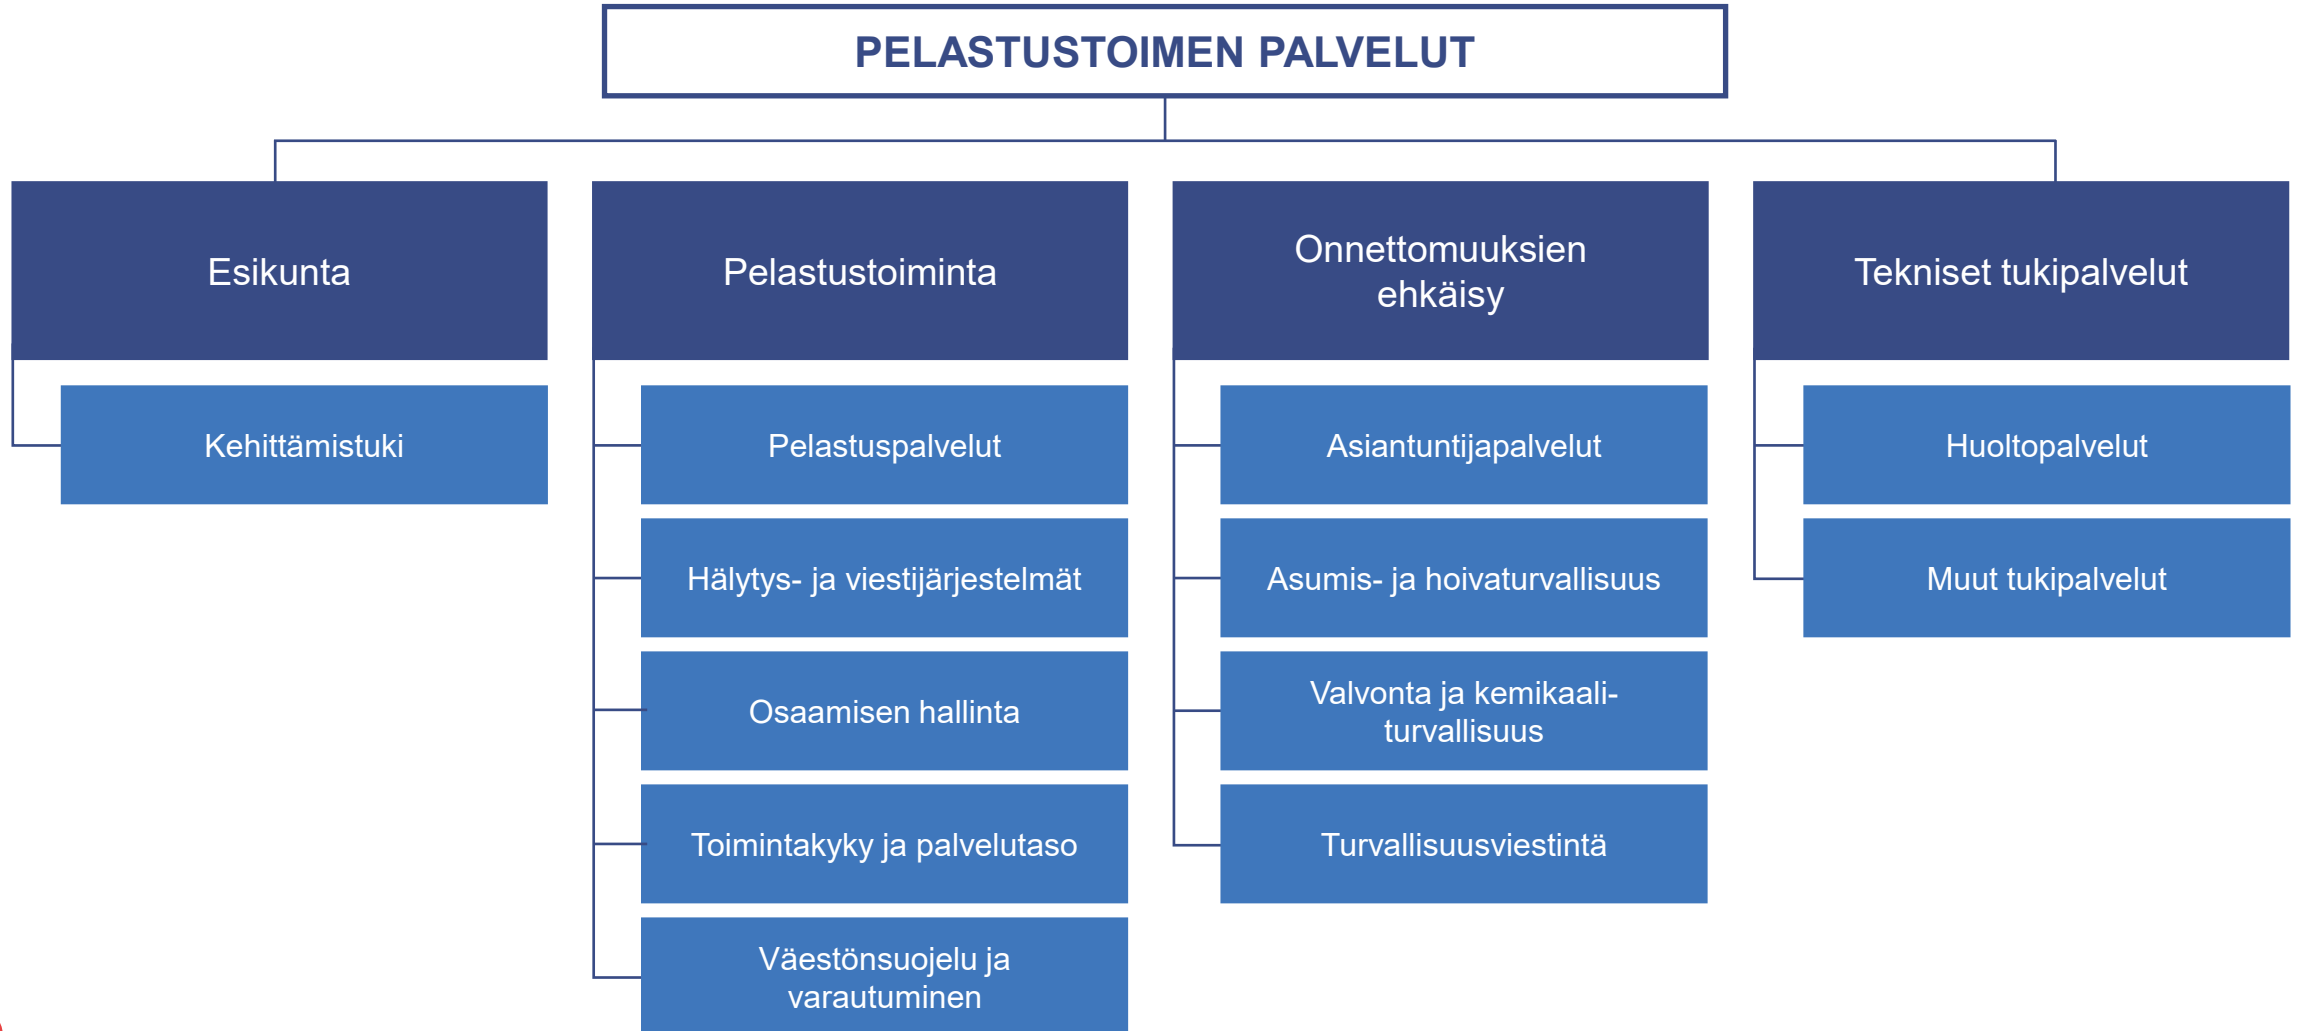 PELASTUSTOIMEN PALVELUT
Esikunta
Kehittämistuki
Pelastustoiminta
Pelastuspalvelut
Hälytys- ja viestijärjestelmät
Osaamisen hallinta
Toimintakyky ja palvelutaso
Väestönsuojelu ja
varautuminen
Onnettomuuksien
ehkäisy
Asiantuntijapalvelut
Asumis- ja hoivaturvallisuus
Valvonta ja kemikaali-
turvallisuus
Turvallisuusviestintä
Tekniset tukipalvelut
Huoltopalvelut
Muut tukipalvelut